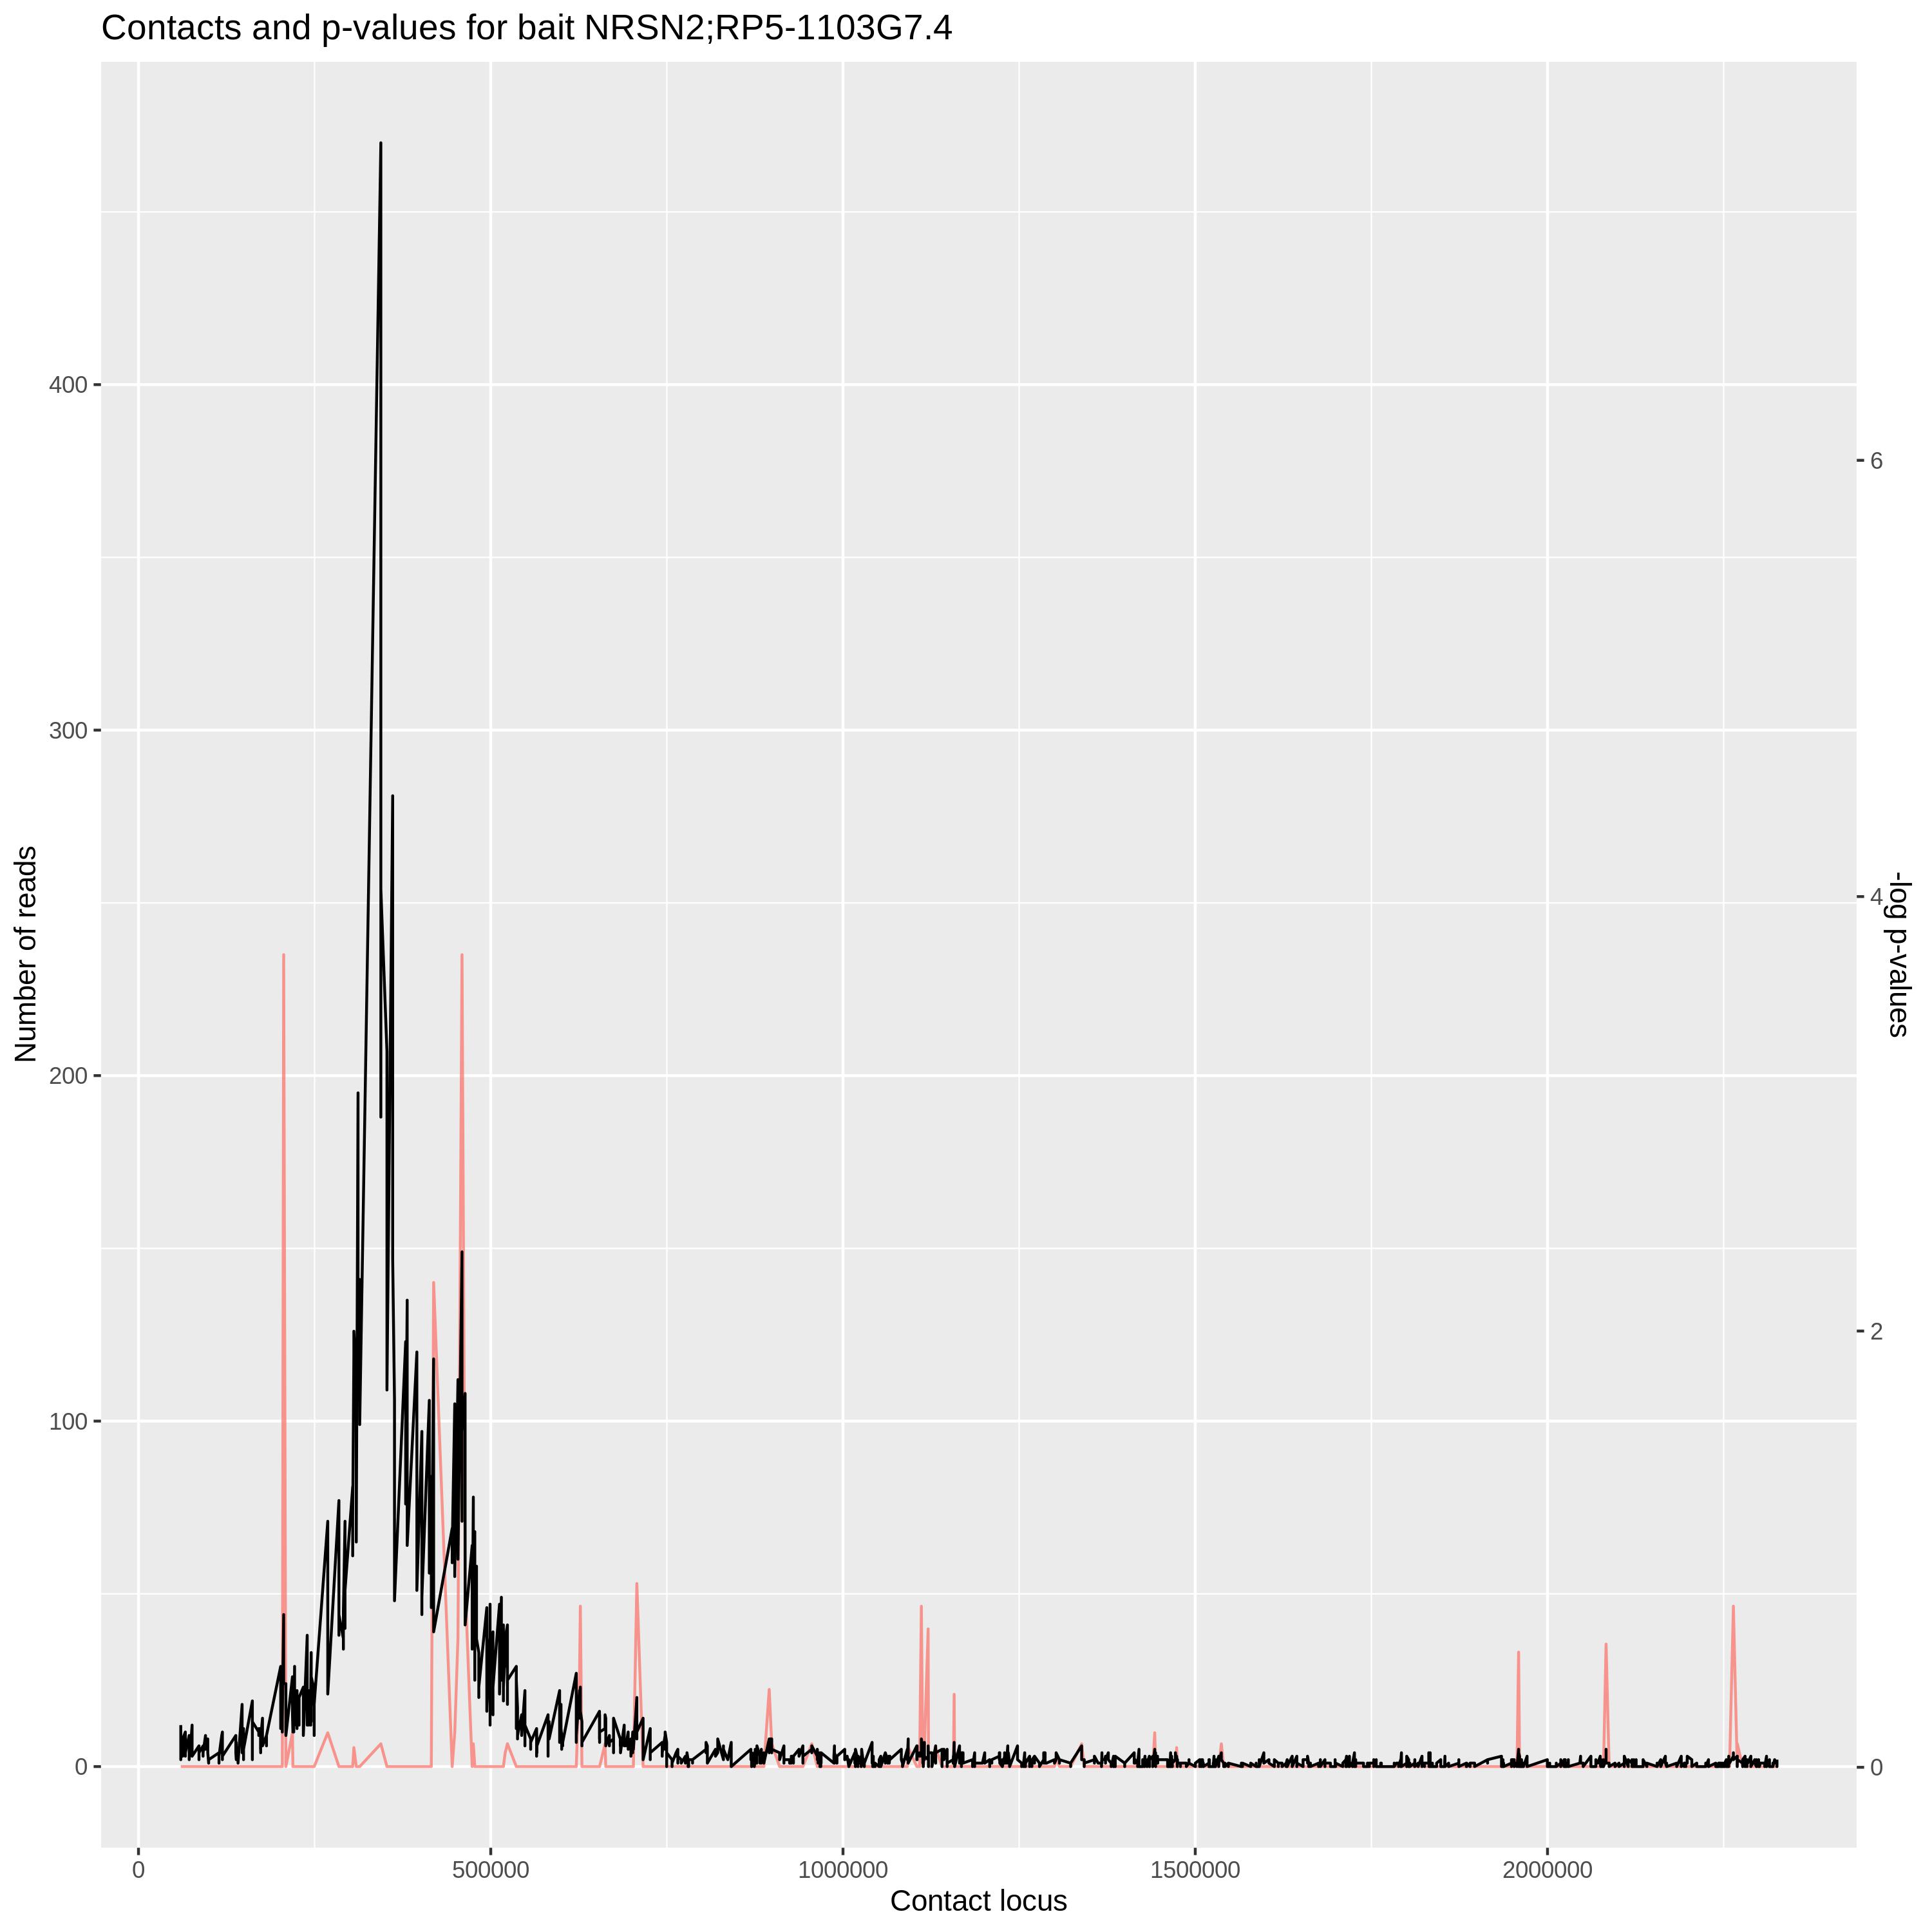 Contacts and p-values for bait NRSN2;RP5-1103G7.4
Number of reads
400
300
200
100
0
6
4
2
0
-log p-values
0 500000 1000000 1500000 2000000
Contact locus